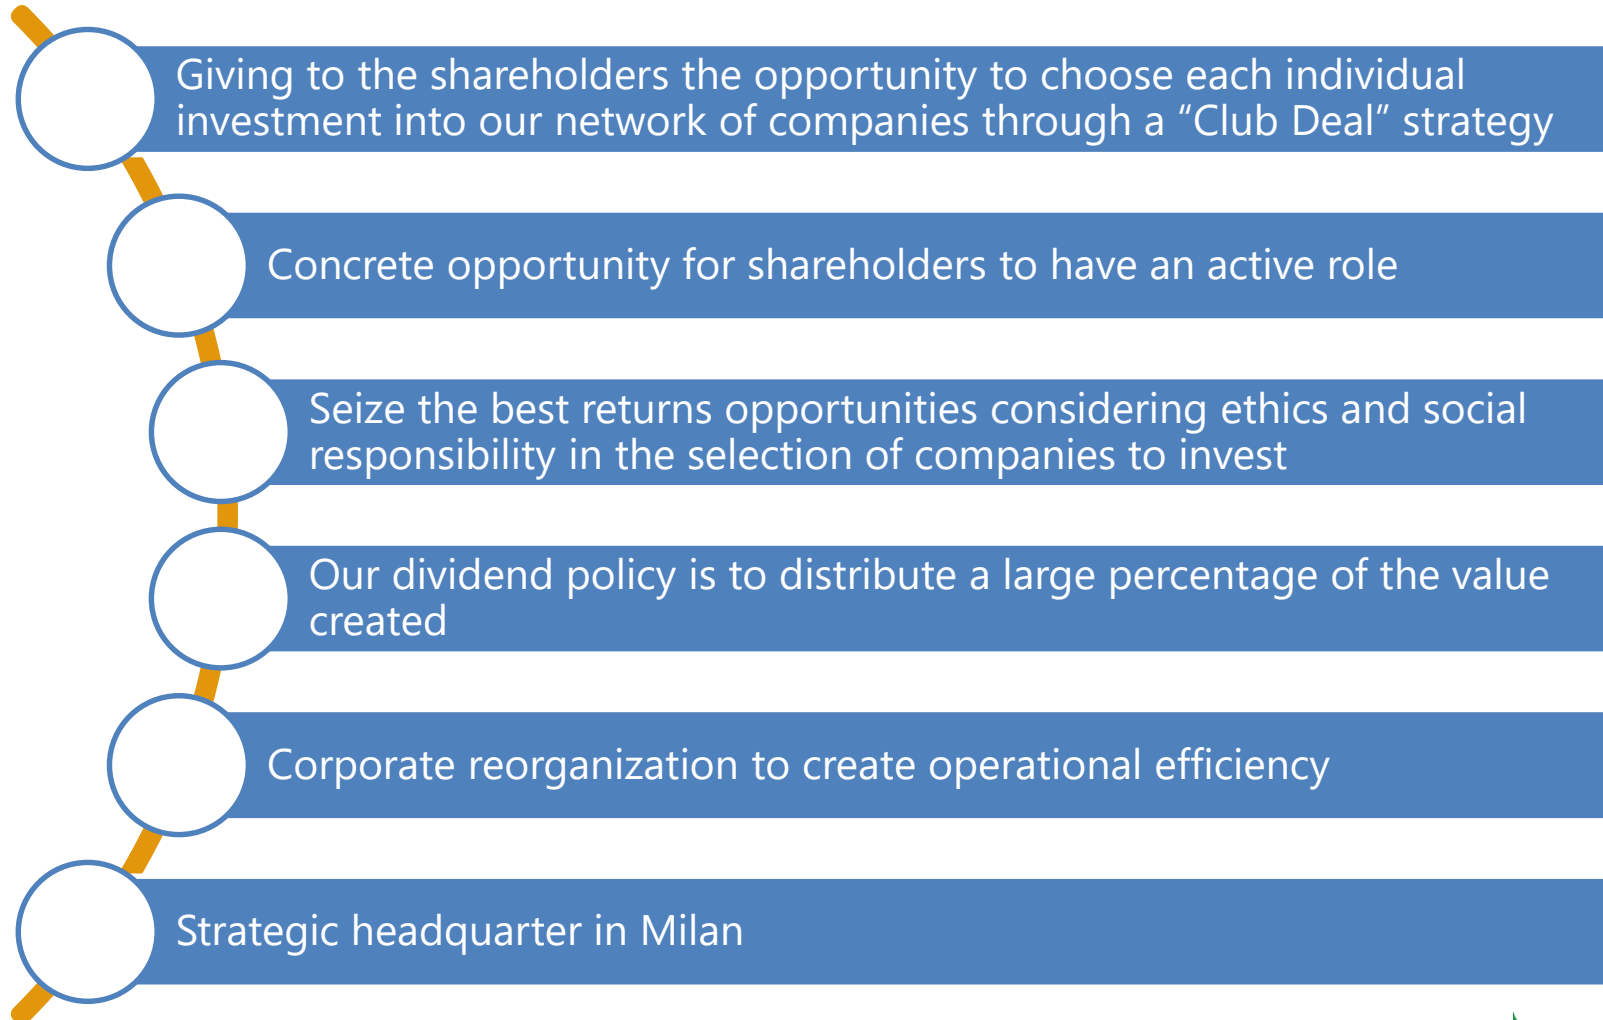 Giving to the shareholders the opportunity to choose each individual
investment into our network of companies through a “Club Deal” strategy
Concrete opportunity for shareholders to have an active role
Seize the best returns opportunities considering ethics and social
responsibility in the selection of companies to invest
Our dividend policy is to distribute a large percentage of the value
created
Corporate reorganization to create operational efficiency
Strategic headquarter in Milan